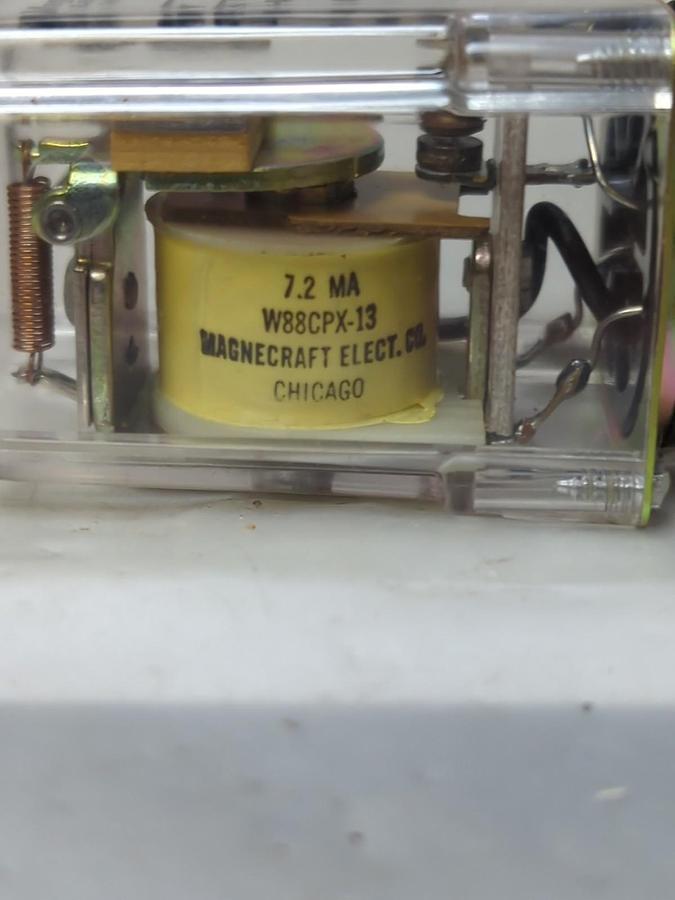 7.2 MA
W88CPX-13
MAGNECRAFT ELECT. CO.
CHICAGO